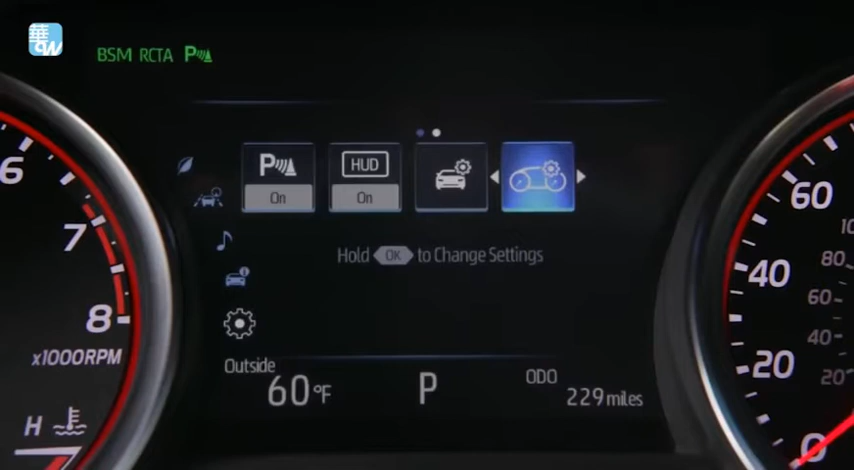 華
CW
BSM RCTA P
P HUD
On On
Hold OK to Change Settings
Outside
60°F P ODO
229 miles
6
7
8
x1000RPM
H
60
40
20
0
80
60
40
20